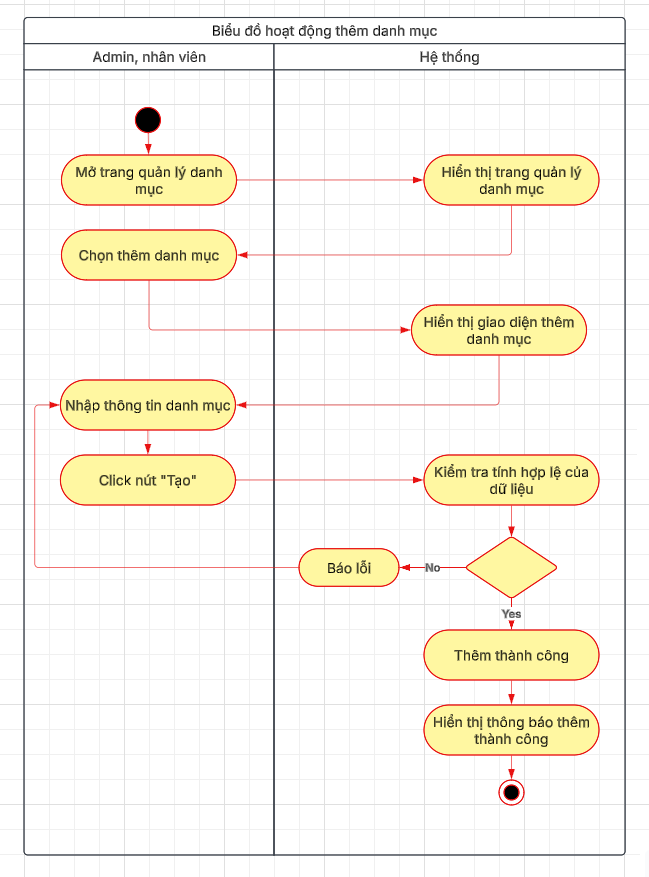 Biểu đồ hoạt động thêm danh mục
Admin, nhân viên
Hệ thống
Mở trang quản lý danh
mục
Hiển thị trang quản lý
danh mục
Chọn thêm danh mục
Hiển thị giao diện thêm
danh mục
Nhập thông tin danh mục
Click nút "Tạo"
Kiểm tra tính hợp lệ của
dữ liệu
Báo lỗi
No
Yes
Thêm thành công
Hiển thị thông báo thêm
thành công